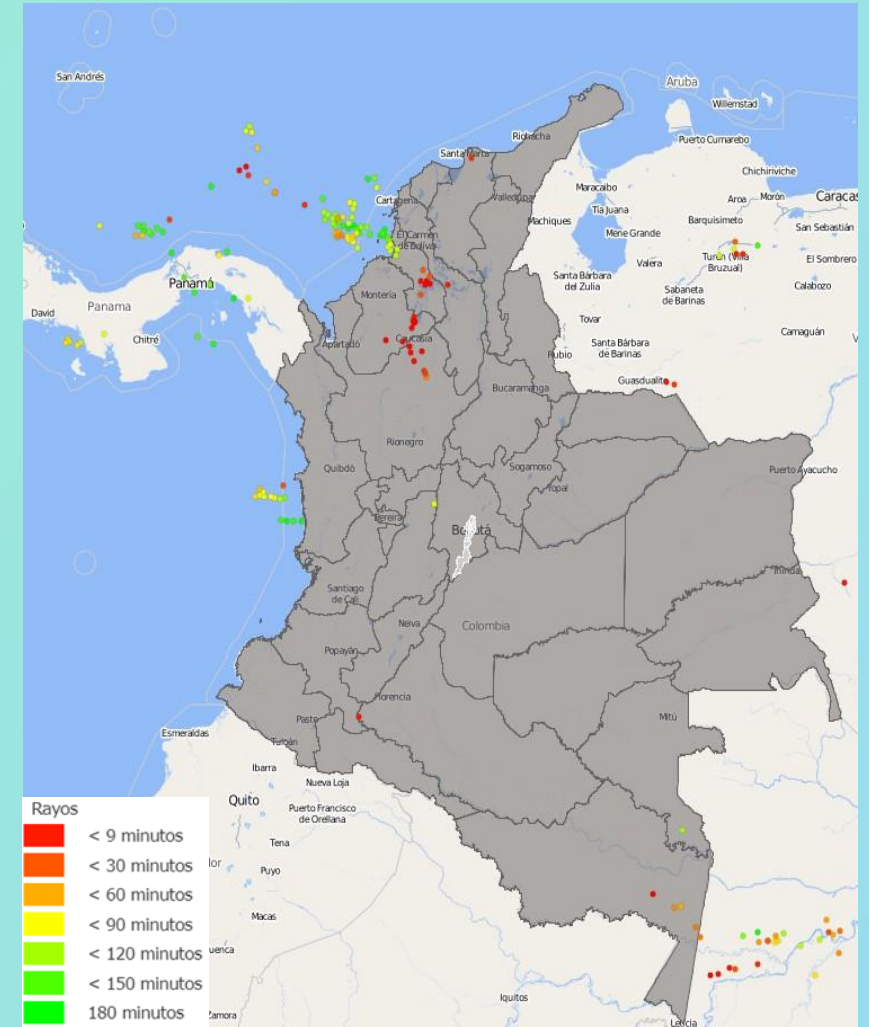 San Andrés
Aruba
Willemstad
Riohacha
Puerto Cumarebo
Santa Marta
Chichiriviche
Maracaibo
Valledupar
Aroa
Morón
Caracas
Cartagena
Tia Juana
Machiques
Barquisimeto
San Sebastián
El Carmen
de Bolívar
Mene Grande
Valera
Turén (Villa
Bruzual)
El Sombrero
Panamá
Santa Bárbara
del Zulia
Sabaneta
de Barinas
Calabozo
Montería
David
Panama
Chitré
Tovar
Camaguán
Apartadó
Caucasia
Santa Bárbara
de Barinas
Rubio
Guasdualito
Bucaramanga
Rionegro
Quibdó
Sogamoso
Yopal
Puerto Ayacucho
Pereira
Bogotá
Inírida
Santiago
de Cali
Neiva
Colombia
Popayán
Florencia
Mitú
Pasto
Esmeraldas
Tulcán
Ibarra
Nueva Loja
Quito
Puerto Francisco
de Orellana
Tena
Puyo
Macas
Iquitos
Leticia
Rayos
< 9 minutos
< 30 minutos
< 60 minutos
< 90 minutos
< 120 minutos
< 150 minutos
180 minutos